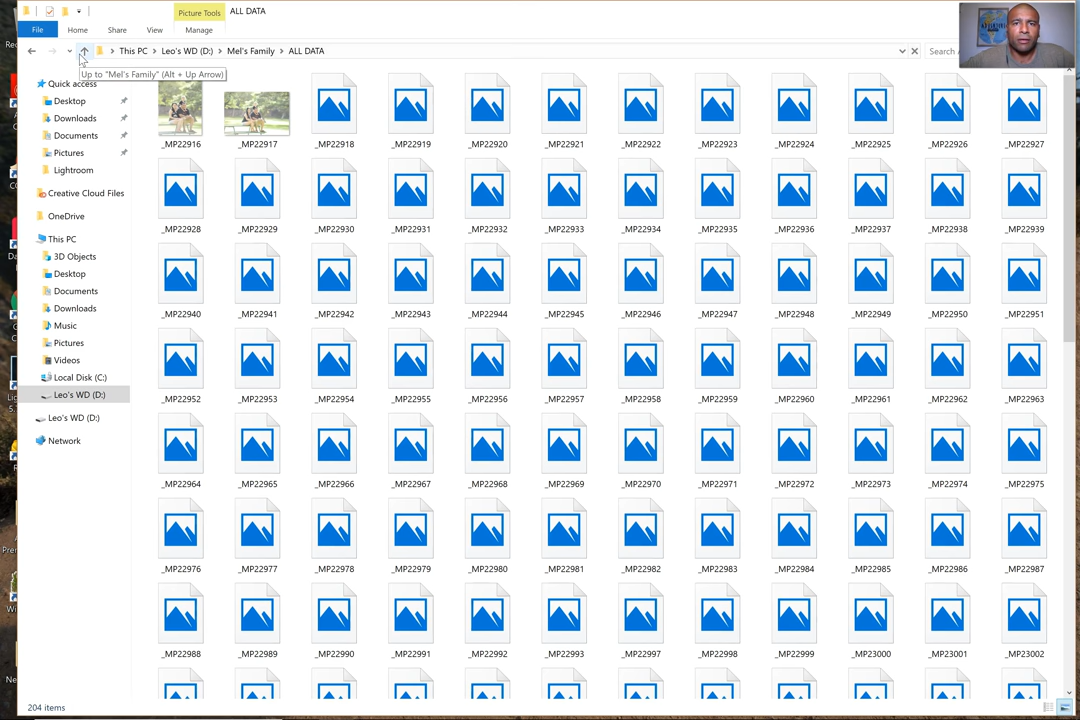 Picture Tools
ALL DATA
File
Home
Share
View
Manage
This PC
Leo's WD (D:)
Mel's Family
ALL DATA
Search
Up to "Mel's Family" (Alt + Up Arrow)
Quick access
Desktop
Downloads
Documents
Pictures
Lightroom
Creative Cloud Files
OneDrive
This PC
3D Objects
Desktop
Documents
Downloads
Music
Pictures
Videos
Local Disk (C:)
Leo's WD (D:)
Leo's WD (D:)
Network
_MP22916 _MP22917 _MP22918 _MP22919 _MP22920 _MP22921 _MP22922 _MP22923 _MP22924 _MP22925 _MP22926 _MP22927
_MP22928 _MP22929 _MP22930 _MP22931 _MP22932 _MP22933 _MP22934 _MP22935 _MP22936 _MP22937 _MP22938 _MP22939
_MP22940 _MP22941 _MP22942 _MP22943 _MP22944 _MP22945 _MP22946 _MP22947 _MP22948 _MP22949 _MP22950 _MP22951
_MP22952 _MP22953 _MP22954 _MP22955 _MP22956 _MP22957 _MP22958 _MP22959 _MP22960 _MP22961 _MP22962 _MP22963
_MP22964 _MP22965 _MP22966 _MP22967 _MP22968 _MP22969 _MP22970 _MP22971 _MP22972 _MP22973 _MP22974 _MP22975
_MP22976 _MP22977 _MP22978 _MP22979 _MP22980 _MP22981 _MP22982 _MP22983 _MP22984 _MP22985 _MP22986 _MP22987
_MP22988 _MP22989 _MP22990 _MP22991 _MP22992 _MP22993 _MP22997 _MP22998 _MP22999 _MP23000 _MP23001 _MP23002
204 items